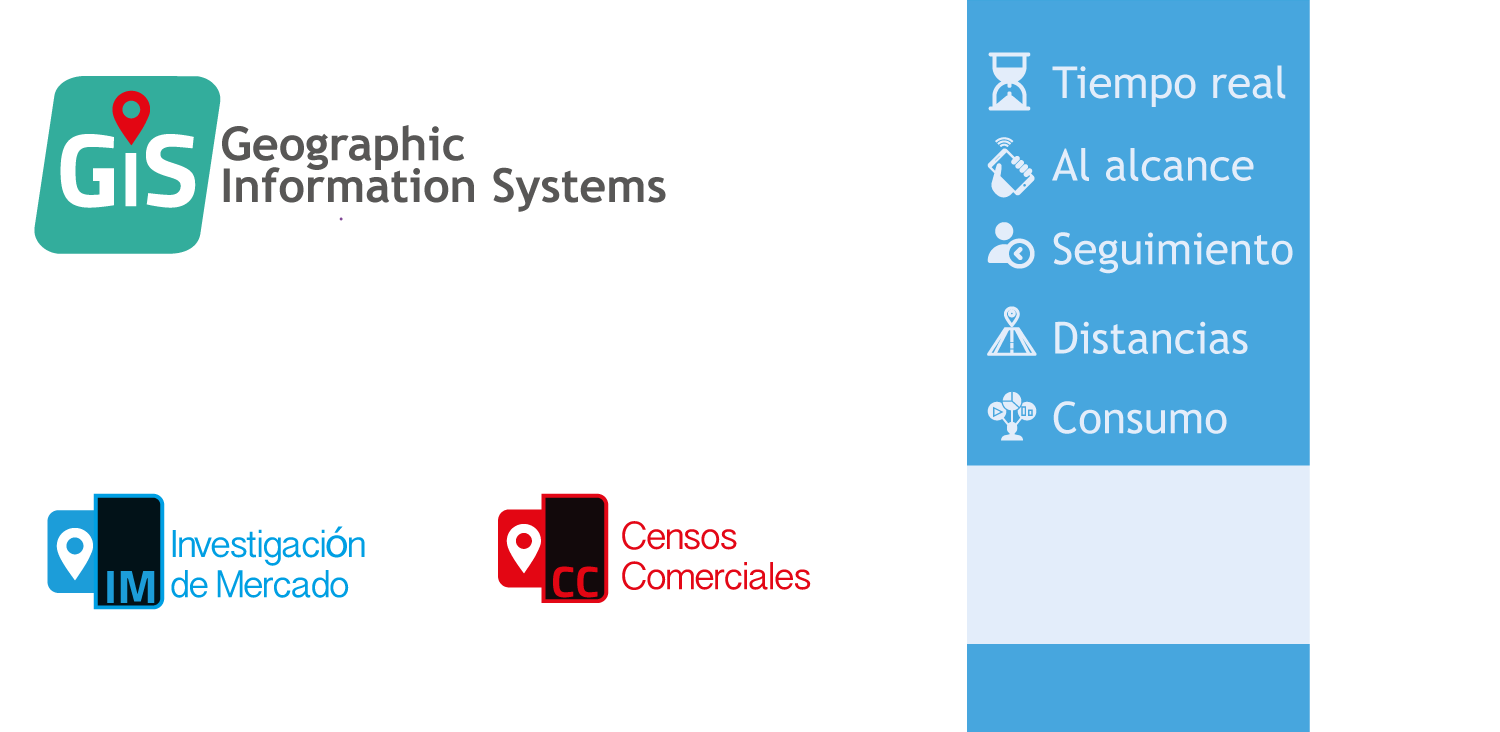 GiS
Geographic
Information Systems
IM
Investigación
de Mercado
CC
Censos
Comerciales
Tiempo real
Al alcance
Seguimiento
Distancias
Consumo